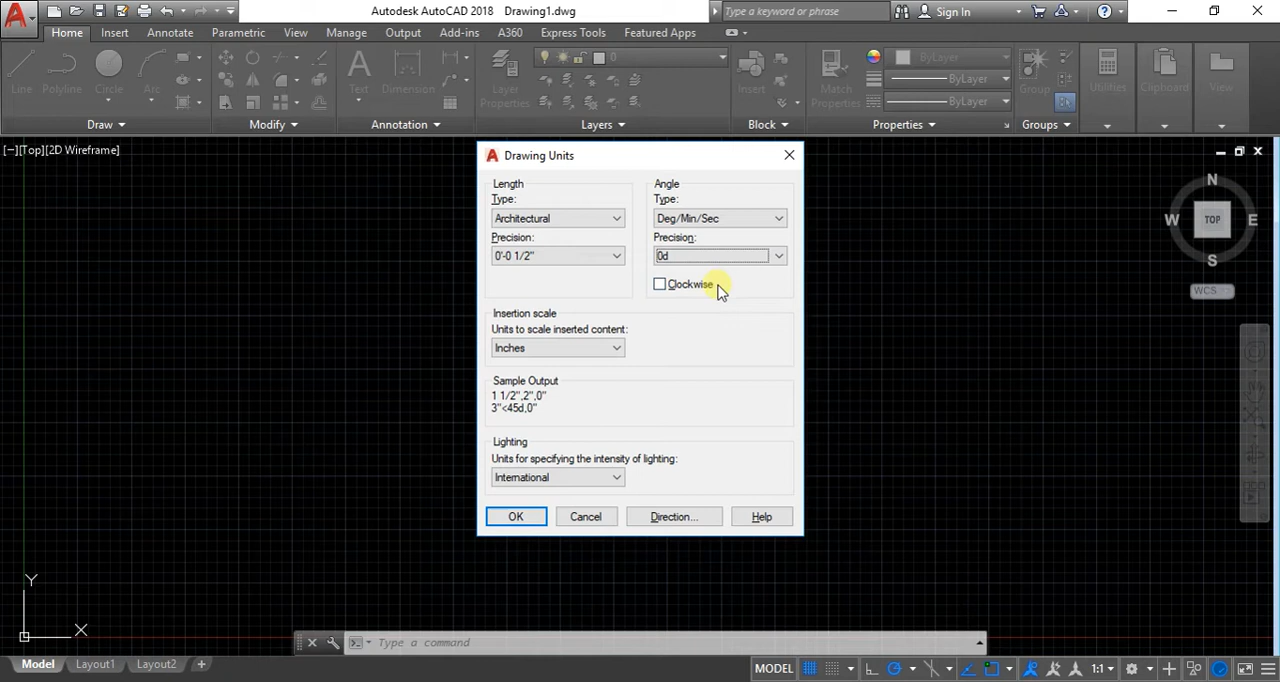 Autodesk AutoCAD 2018 Drawing1.dwg
Type a keyword or phrase
Sign In
Home Insert Annotate Parametric View Manage Output Add-ins A360 Express Tools Featured Apps
Line Polyline Circle Arc
Text Dimension
Layer
Properties
0
Insert
Match
Properties
ByLayer
ByLayer
ByLayer
Group
Utilities
Clipboard
View
Draw Modify Annotation Layers Block Properties Groups
[−][Top][2D Wireframe]
Drawing Units
Length
Type:
Architectural
Precision:
0'-0 1/2"
Angle
Type:
Deg/Min/Sec
Precision:
0d
Clockwise
Insertion scale
Units to scale inserted content:
Inches
Sample Output
1 1/2",2",0"
3"<45d,0"
Lighting
Units for specifying the intensity of lighting:
International
OK Cancel Direction... Help
N
W TOP E
S
WCS
Y
X
Type a command
Model Layout1 Layout2 +
MODEL
1:1